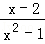 x − 2
x² − 1